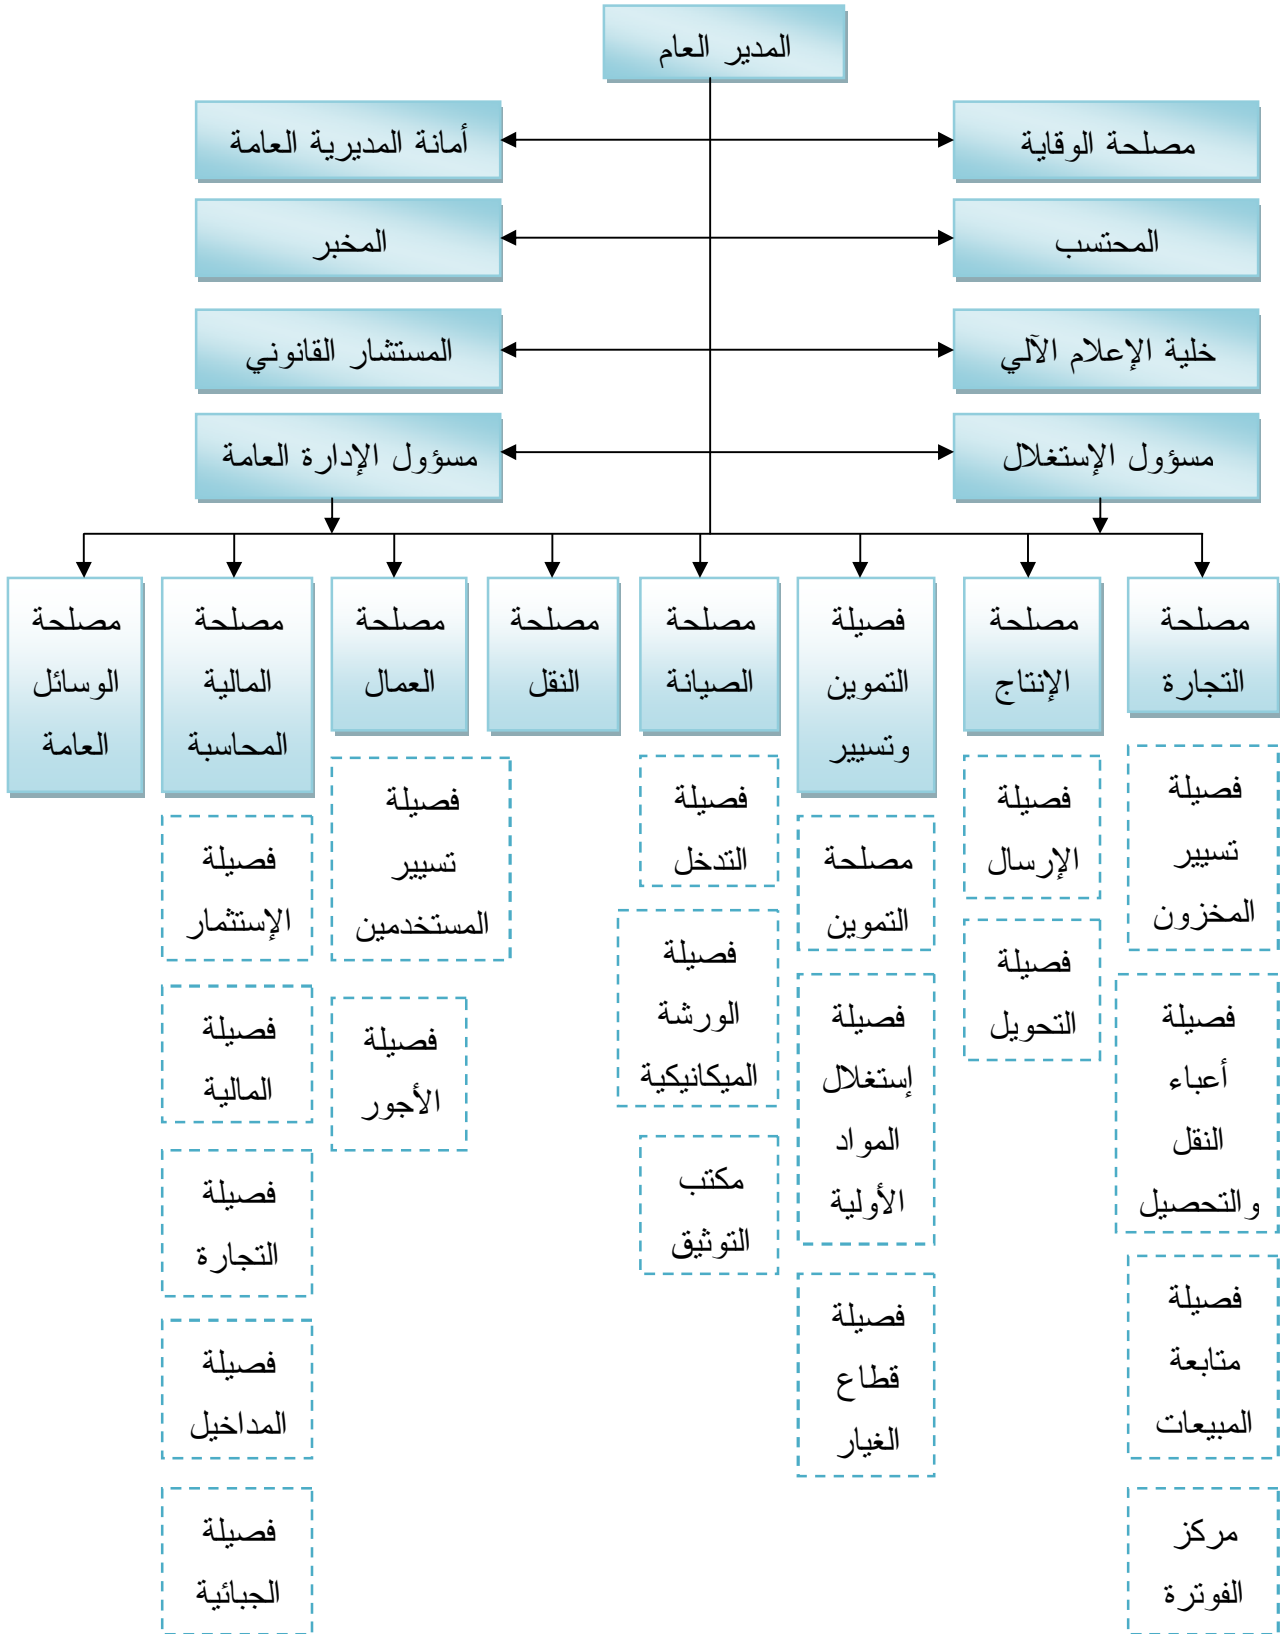 المدير العام
مصلحة الوقاية
أمانة المديرية العامة
المحتسب
المخبر
خلية الإعلام الآلي
المستشار القانوني
مسؤول الإستغلال
مسؤول الإدارة العامة
مصلحة
التجارة
فصيلة
تسيير
المخزون
فصيلة
أعباء
النقل
والتحصيل
فصيلة
متابعة
المبيعات
مركز
الفوترة
مصلحة
الإنتاج
فصيلة
الإرسال
فصيلة
التحويل
فصيلة
التموين
وتسيير
مصلحة
التموين
فصيلة
إستغلال
المواد
الأولية
فصيلة
قطاع
الغيار
مصلحة
الصيانة
فصيلة
التدخل
فصيلة
الورشة
الميكانيكية
مكتب
التوثيق
مصلحة
النقل
مصلحة
العمال
فصيلة
تسيير
المستخدمين
فصيلة
الأجور
مصلحة
المالية
المحاسبة
فصيلة
الإستثمار
فصيلة
المالية
فصيلة
التجارة
فصيلة
المداخيل
فصيلة
الجبائية
مصلحة
الوسائل
العامة